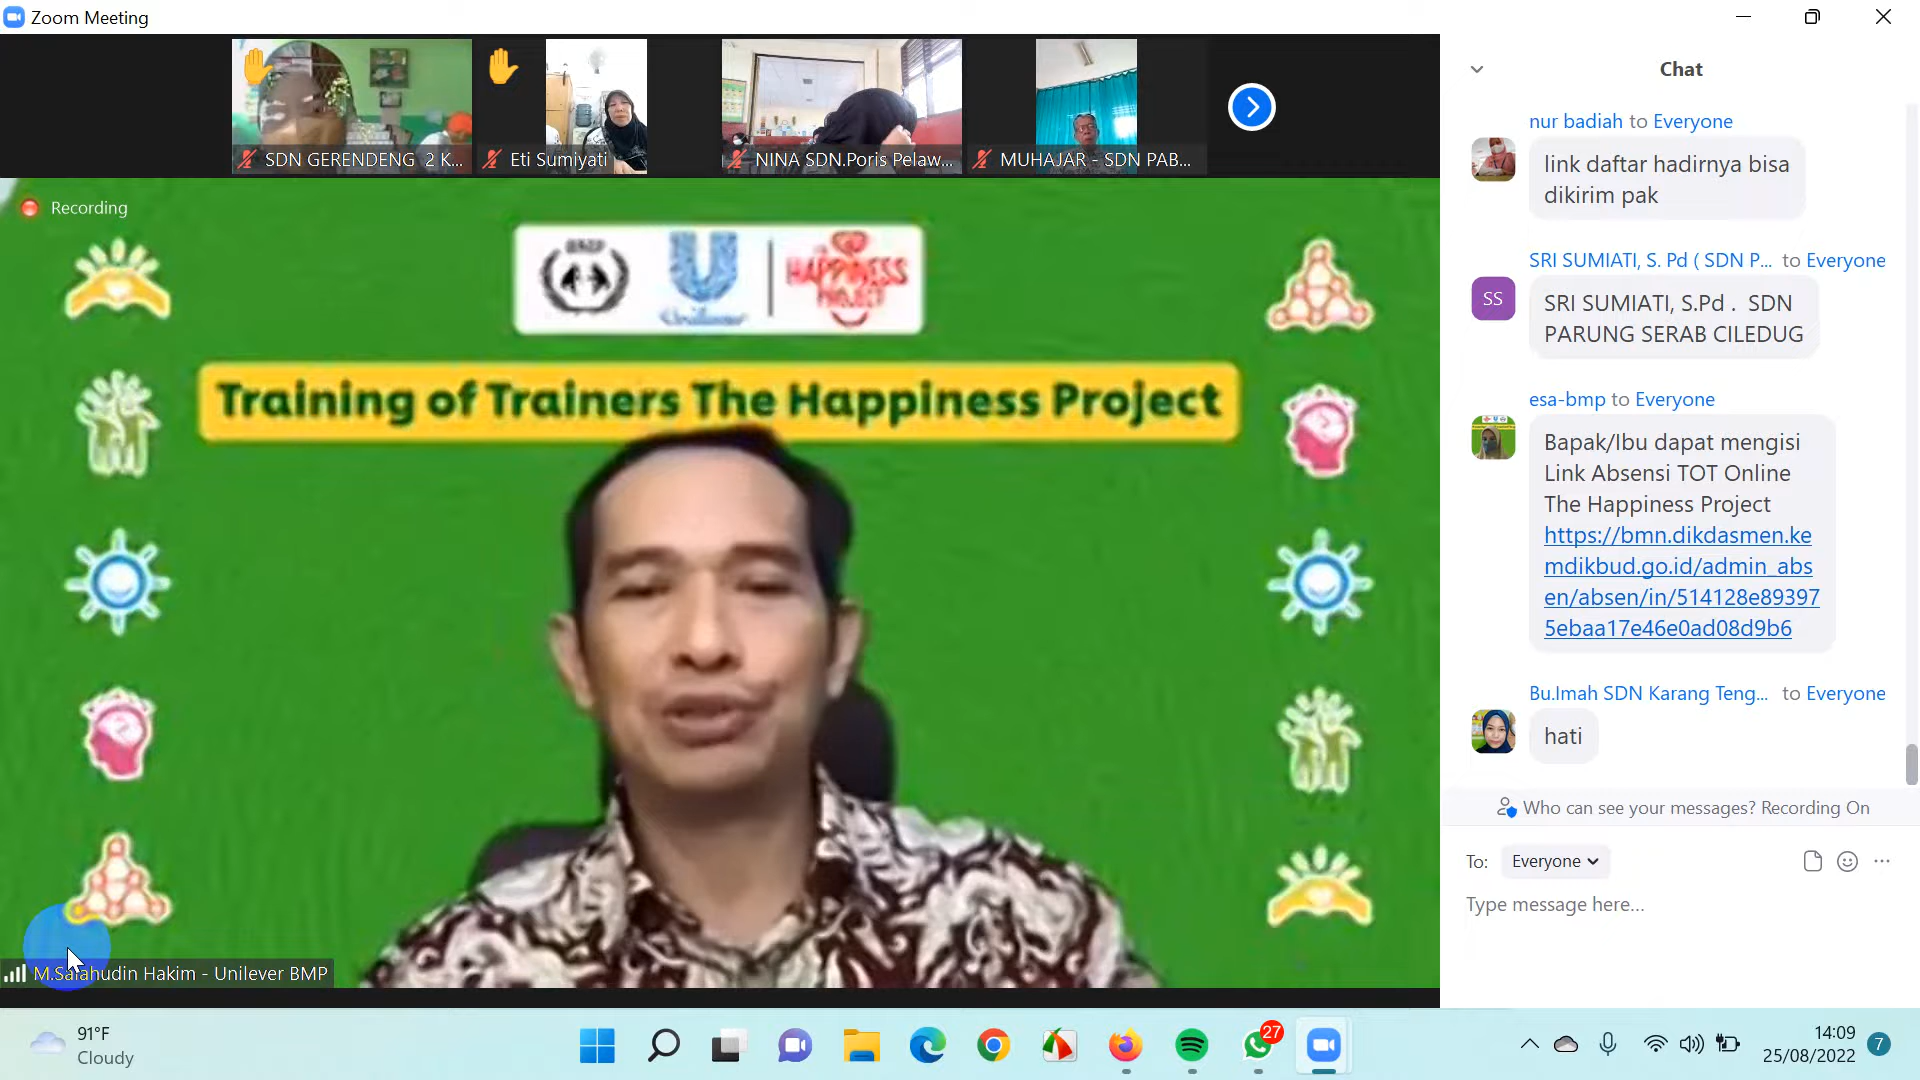 Zoom Meeting
SDN GERENDENG 2 K...
Eti Sumiyati
NINA SDN.Poris Pelaw...
MUHAJAR - SDN PAB...
Recording
Unilever
HAPPINESS
PROJECT
Training of Trainers The Happiness Project
M.Salahudin Hakim - Unilever BMP
Chat
nur badiah to Everyone
link daftar hadirnya bisa
dikirim pak
SRI SUMIATI, S. Pd ( SDN P... to Everyone
SS
SRI SUMIATI, S.Pd . SDN
PARUNG SERAB CILEDUG
esa-bmp to Everyone
Bapak/Ibu dapat mengisi
Link Absensi TOT Online
The Happiness Project
https://bmn.dikdasmen.ke
mdikbud.go.id/admin_abs
en/absen/in/514128e89397
5ebaa17e46e0ad08d9b6
Bu.Imah SDN Karang Teng... to Everyone
hati
Who can see your messages? Recording On
To: Everyone
Type message here...
91°F
Cloudy
27
14:09
25/08/2022
7